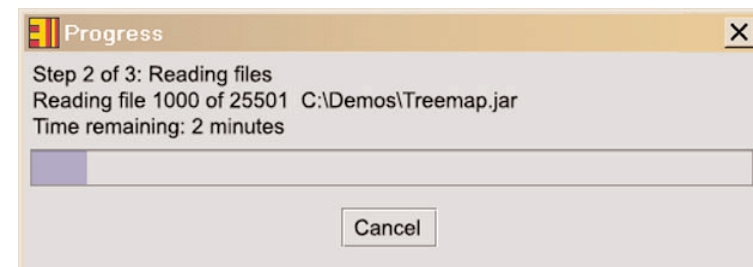 Progress
Step 2 of 3: Reading files
Reading file 1000 of 25501 C:\Demos\Treemap.jar
Time remaining: 2 minutes
Cancel